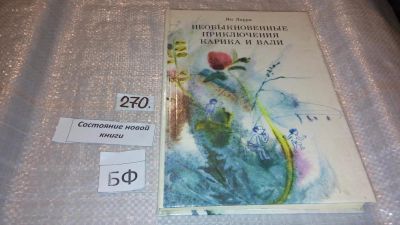 Ян Ларри
НЕОБЫКНОВЕННЫЕ
ПРИКЛЮЧЕНИЯ
КАРИКА И ВАЛИ
270.
Состояние новой
книги
БФ